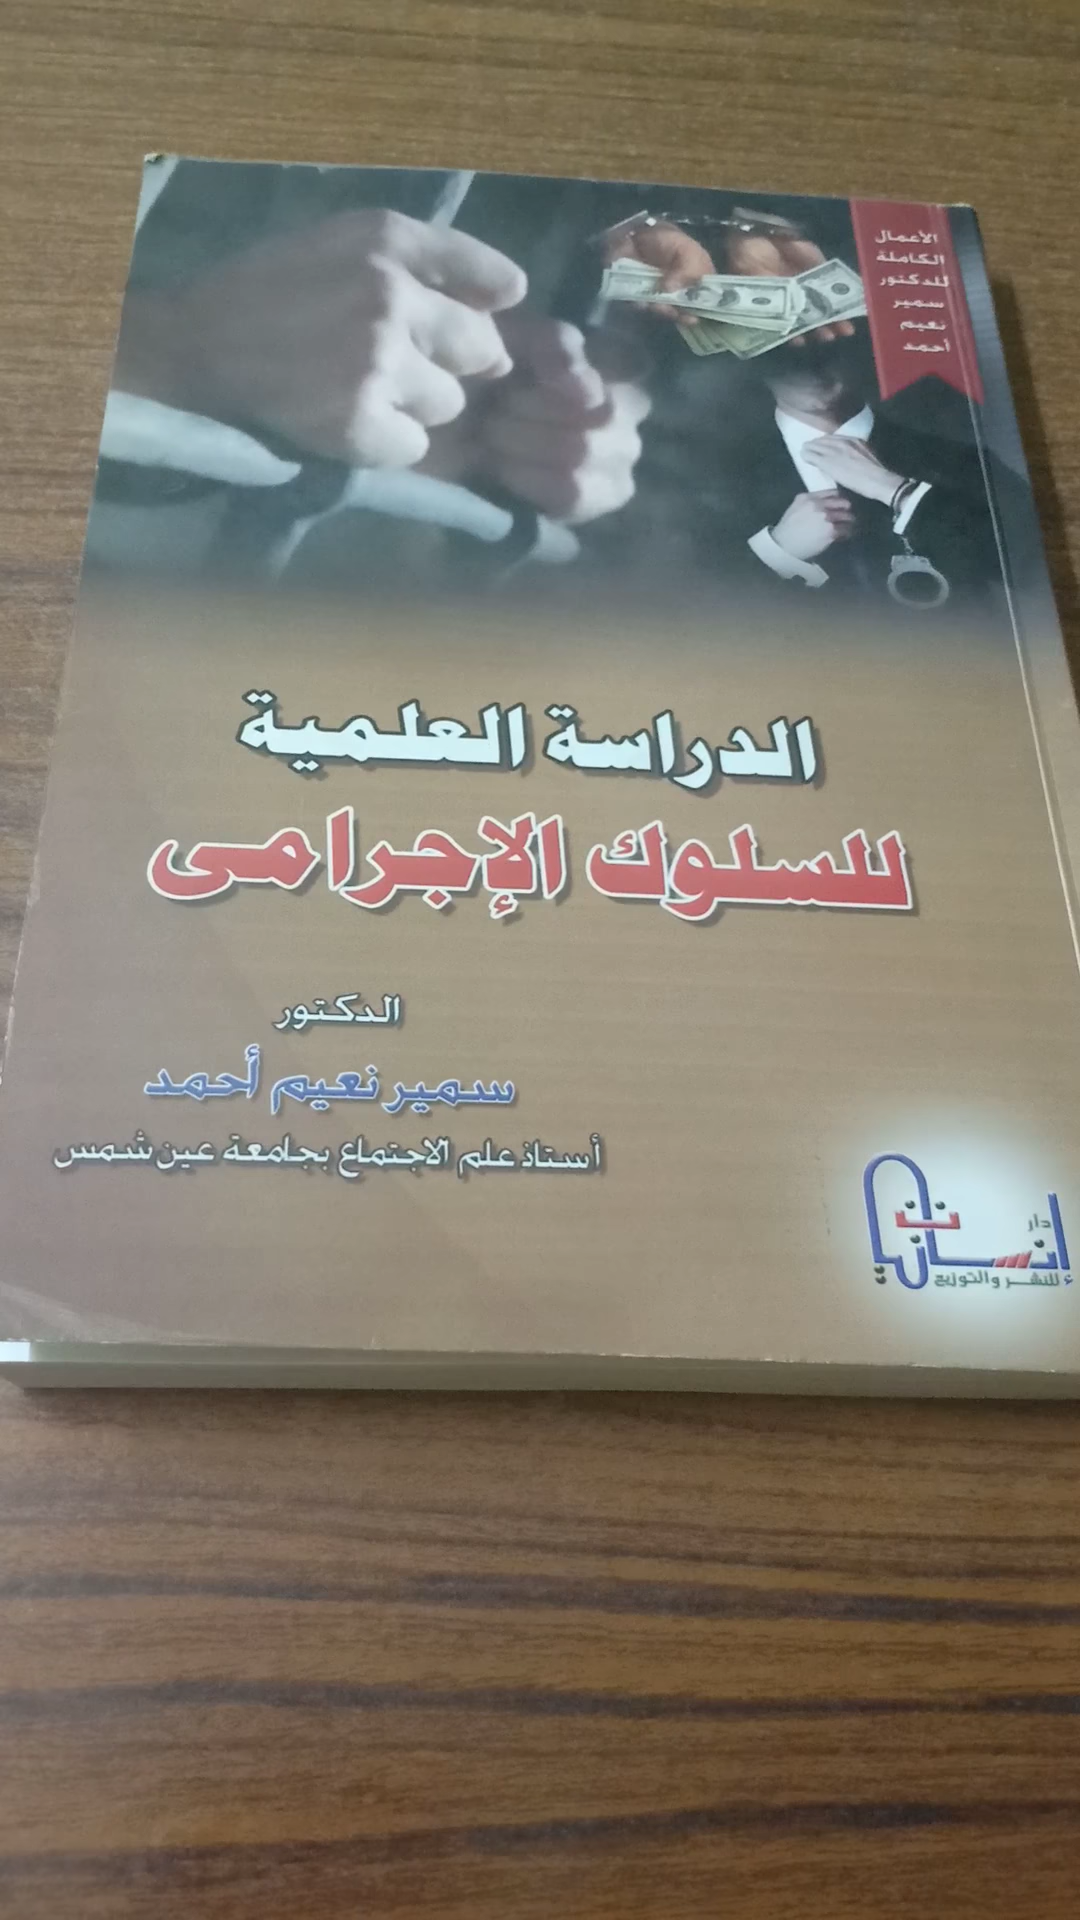 الأعمال
الكاملة
للدكتور
سمير
نعيم
أحمد
الدراسة العلمية
للسلوك الإجرامى
الدكتور
سمير نعيم أحمد
أستاذ علم الاجتماع بجامعة عين شمس
دار
إنسانيات
للنشر والتوزيع